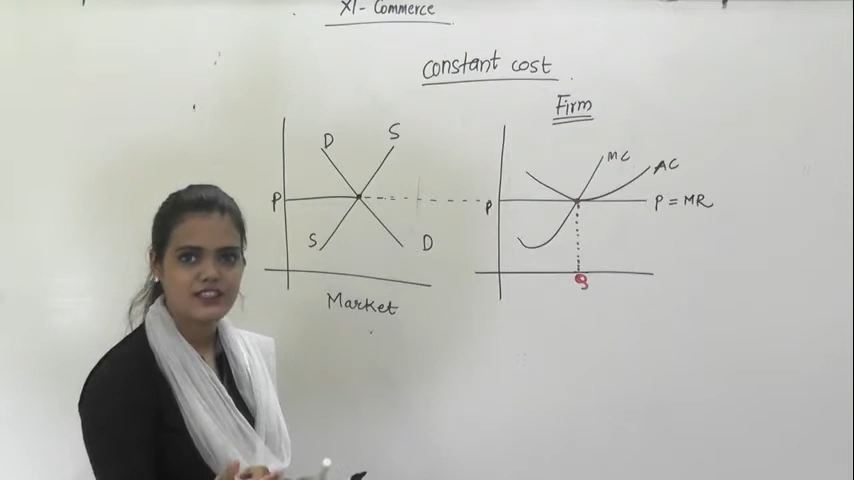 XI - Commerce
constant cost
Firm
D S
P
S D
Market
MC
AC
P
P = MR
Q